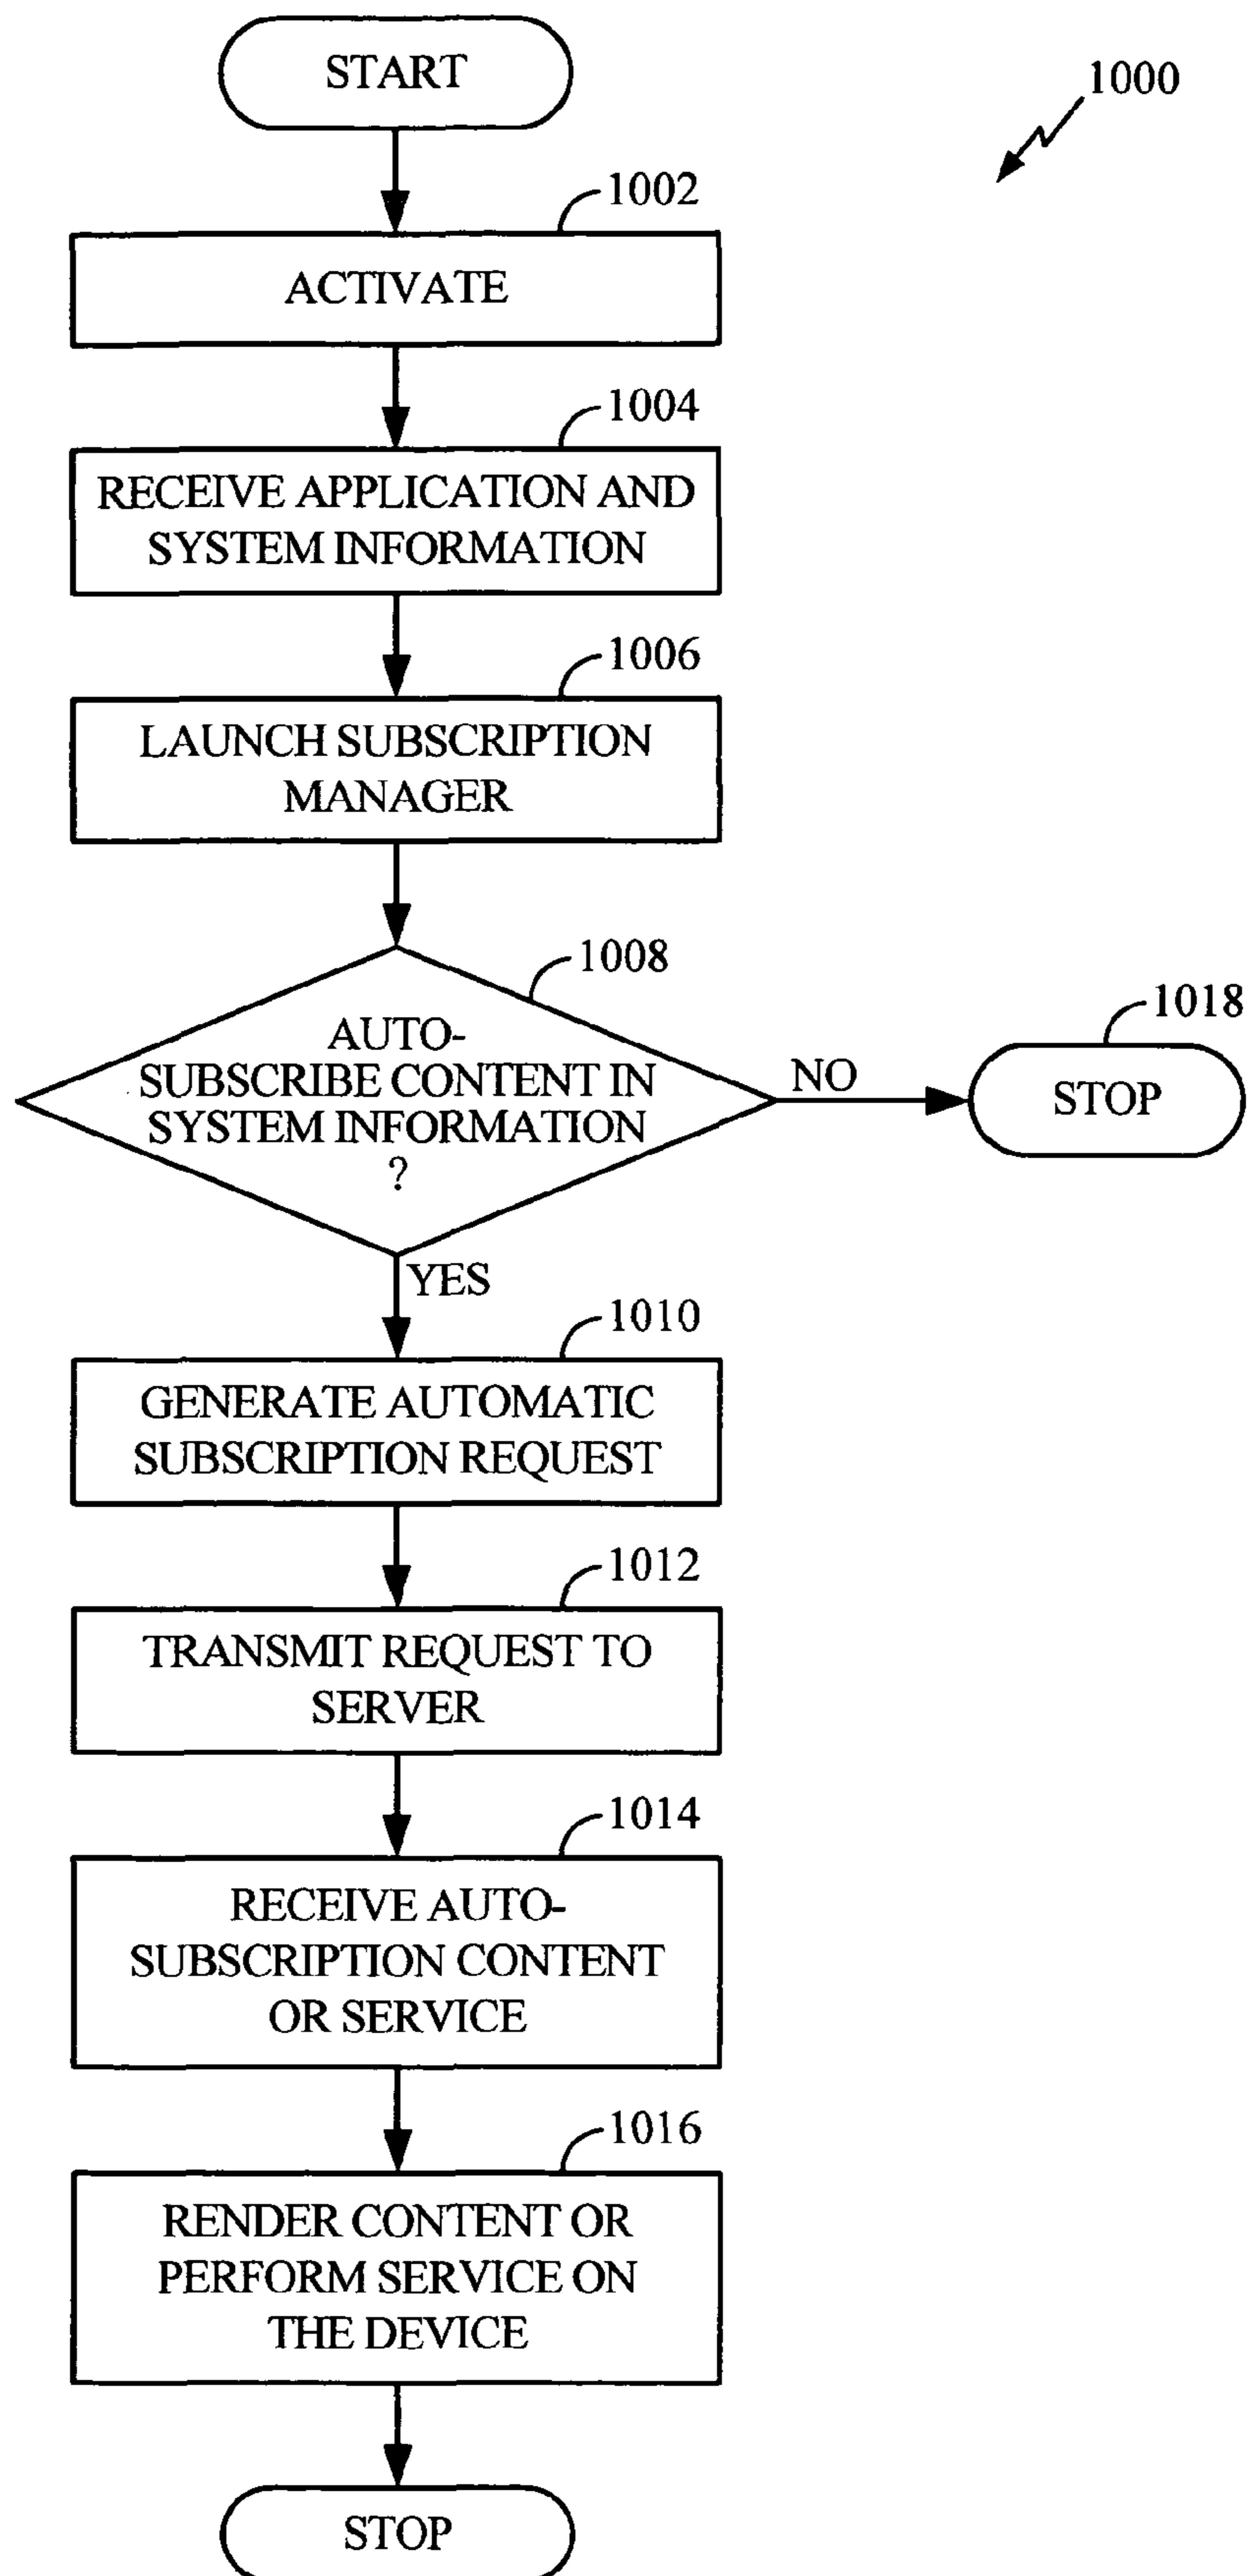 START
1000
1002
ACTIVATE
1004
RECEIVE APPLICATION AND
SYSTEM INFORMATION
1006
LAUNCH SUBSCRIPTION
MANAGER
1008
AUTO-
SUBSCRIBE CONTENT IN
SYSTEM INFORMATION
?
NO
1018
STOP
YES
1010
GENERATE AUTOMATIC
SUBSCRIPTION REQUEST
1012
TRANSMIT REQUEST TO
SERVER
1014
RECEIVE AUTO-
SUBSCRIPTION CONTENT
OR SERVICE
1016
RENDER CONTENT OR
PERFORM SERVICE ON
THE DEVICE
STOP